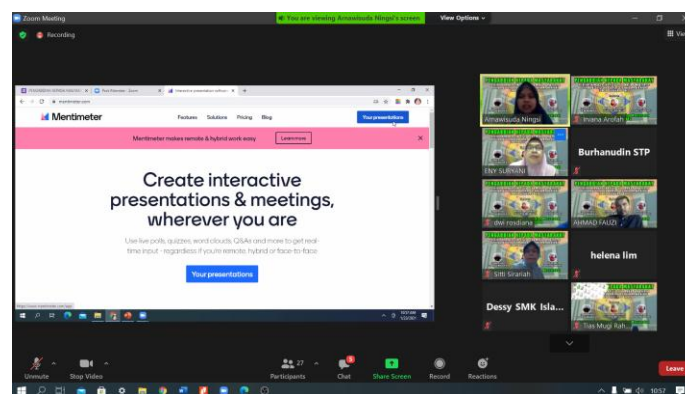 Zoom Meeting
You are viewing Arnawisuda Ningsi's screen
View Options
Recording
View
mentimeter.com
Mentimeter
Features Solutions Pricing Blog
Your presentations
Mentimeter makes remote & hybrid work easy
Learn more
Create interactive
presentations & meetings,
wherever you are
Use live polls, quizzes, word clouds, Q&As and more to get real-
time input - regardless if you're remote, hybrid or face-to-face
Your presentations
Arnawisuda Ningsi
Iriana Arofah
ENY SURYANI
Burhanudin STP
dwi rosdiana
AHMAD FAUZI
Sitti Sirariah
helena lim
Dessy SMK Isla...
Tias Mugi Rah...
Unmute
Stop Video
27
Participants
Chat
Share Screen
Record
Reactions
Leave
1057